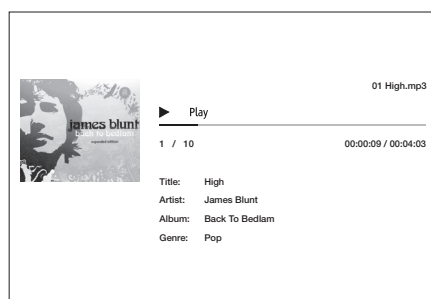 01 High.mp3
james blunt
back to bedlam
expanded edition
Play
1 / 10
00:00:09 / 00:04:03
Title: High
Artist: James Blunt
Album: Back To Bedlam
Genre: Pop